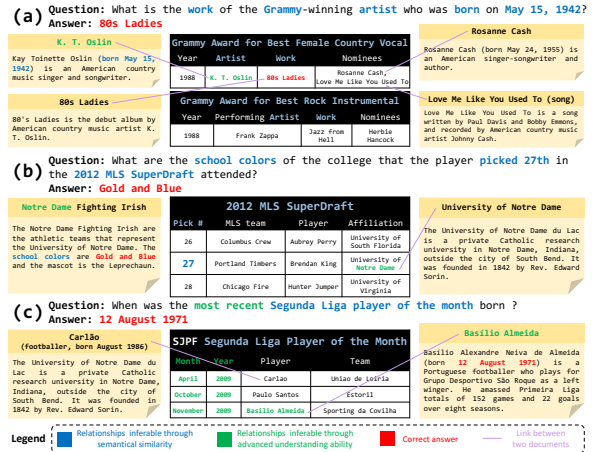 (a) Question: What is the work of the Grammy-winning artist who was born on May 15, 1942?
Answer: 80s Ladies
K. T. Oslin
Kay Toinette Oslin (born May 15, 1942) is an American country music singer and songwriter.
80s Ladies
80's Ladies is the debut album by American country music artist K. T. Oslin.
Grammy Award for Best Female Country Vocal
Year Artist Work Nominees
1988 K. T. Oslin 80s Ladies Rosanne Cash, Love Me Like You Used To
Grammy Award for Best Rock Instrumental
Year Performing Artist Work Nominees
1988 Frank Zappa Jazz from Hell Herbie Hancock
Rosanne Cash
Rosanne Cash (born May 24, 1955) is an American singer-songwriter and author.
Love Me Like You Used To (song)
Love Me Like You Used To is a song written by Paul Davis and Bobby Emmons, and recorded by American country music artist Johnny Cash.
(b) Question: What are the school colors of the college that the player picked 27th in the 2012 MLS SuperDraft attended?
Answer: Gold and Blue
Notre Dame Fighting Irish
The Notre Dame Fighting Irish are the athletic teams that represent the University of Notre Dame. The school colors are Gold and Blue and the mascot is the Leprechaun.
2012 MLS SuperDraft
Pick # MLS team Player Affiliation
26 Columbus Crew Aubrey Perry University of South Florida
27 Portland Timbers Brendan King University of Notre Dame
28 Chicago Fire Hunter Jumper University of Virginia
University of Notre Dame
The University of Notre Dame du Lac is a private Catholic research university in Notre Dame, Indiana, outside the city of South Bend. It was founded in 1842 by Rev. Edward Sorin.
(c) Question: When was the most recent Segunda Liga player of the month born ?
Answer: 12 August 1971
Carlão
(footballer, born August 1986)
The University of Notre Dame du Lac is a private Catholic research university in Notre Dame, Indiana, outside the city of South Bend. It was founded in 1842 by Rev. Edward Sorin.
SJPF Segunda Liga Player of the Month
Month Year Player Team
April 2009 Carlao Uniao de Leiria
October 2009 Paulo Santos Estoril
November 2009 Basilio Almeida Sporting da Covilha
Basílio Almeida
Basílio Alexandre Neiva de Almeida (born 12 August 1971) is a Portuguese footballer who plays for Grupo Desportivo São Roque as a left winger. He amassed Primeira Liga totals of 152 games and 22 goals over eight seasons.
Legend
Relationships inferable through semantical similarity
Relationships inferable through advanced understanding ability
Correct answer
Link between two documents